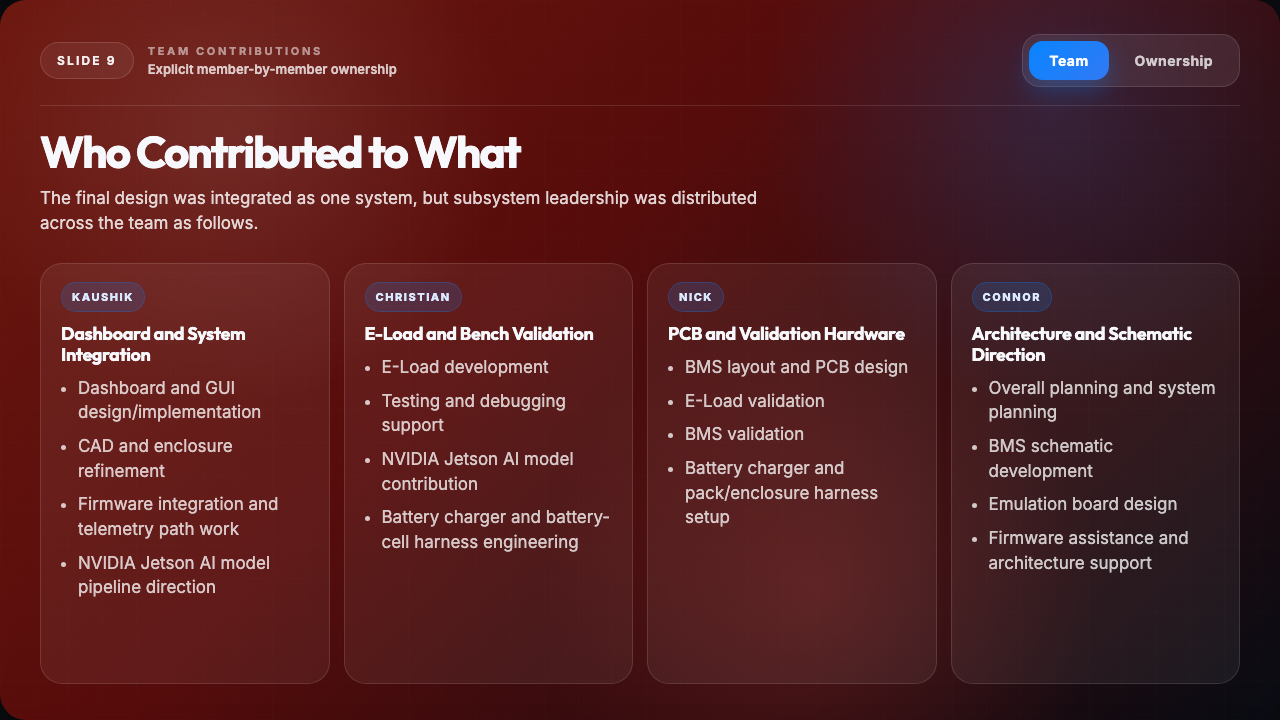 SLIDE 9
TEAM CONTRIBUTIONS
Explicit member-by-member ownership
Team
Ownership
Who Contributed to What
The final design was integrated as one system, but subsystem leadership was distributed
across the team as follows.
KAUSHIK
Dashboard and System
Integration
• Dashboard and GUI
design/implementation
• CAD and enclosure
refinement
• Firmware integration and
telemetry path work
• NVIDIA Jetson AI model
pipeline direction
CHRISTIAN
E-Load and Bench Validation
• E-Load development
• Testing and debugging
support
• NVIDIA Jetson AI model
contribution
• Battery charger and battery-
cell harness engineering
NICK
PCB and Validation Hardware
• BMS layout and PCB design
• E-Load validation
• BMS validation
• Battery charger and
pack/enclosure harness
setup
CONNOR
Architecture and Schematic
Direction
• Overall planning and system
planning
• BMS schematic
development
• Emulation board design
• Firmware assistance and
architecture support